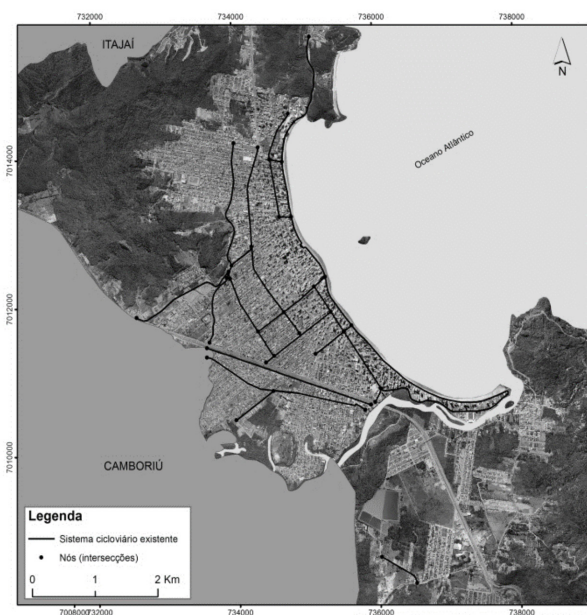 732000
734000
736000
738000
ITAJAÍ
N
Oceano Atlântico
7014000
7012000
7010000
CAMBORIÚ
Legenda
Sistema cicloviário existente
Nós (intersecções)
0 1 2 Km
7008000
732000
734000
736000
738000